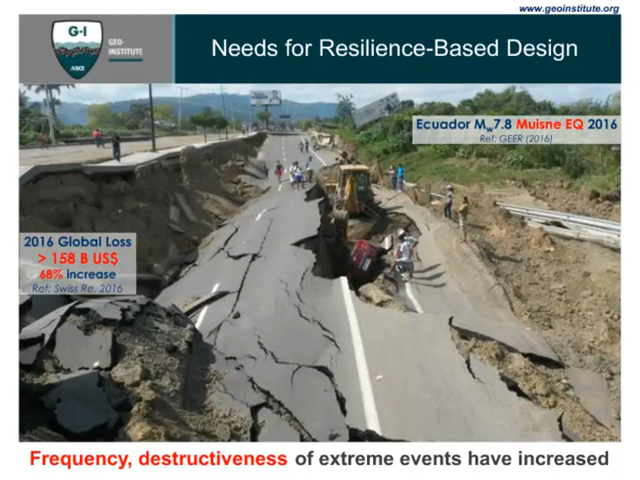 www.geoinstitute.org
G-I
GEO-
INSTITUTE
ASCE
Needs for Resilience-Based Design
Ecuador Mw7.8 Muisne EQ 2016
Ref: GEER (2016)
2016 Global Loss
> 158 B US$
68% increase
Ref: Swiss Re, 2016
Frequency, destructiveness of extreme events have increased